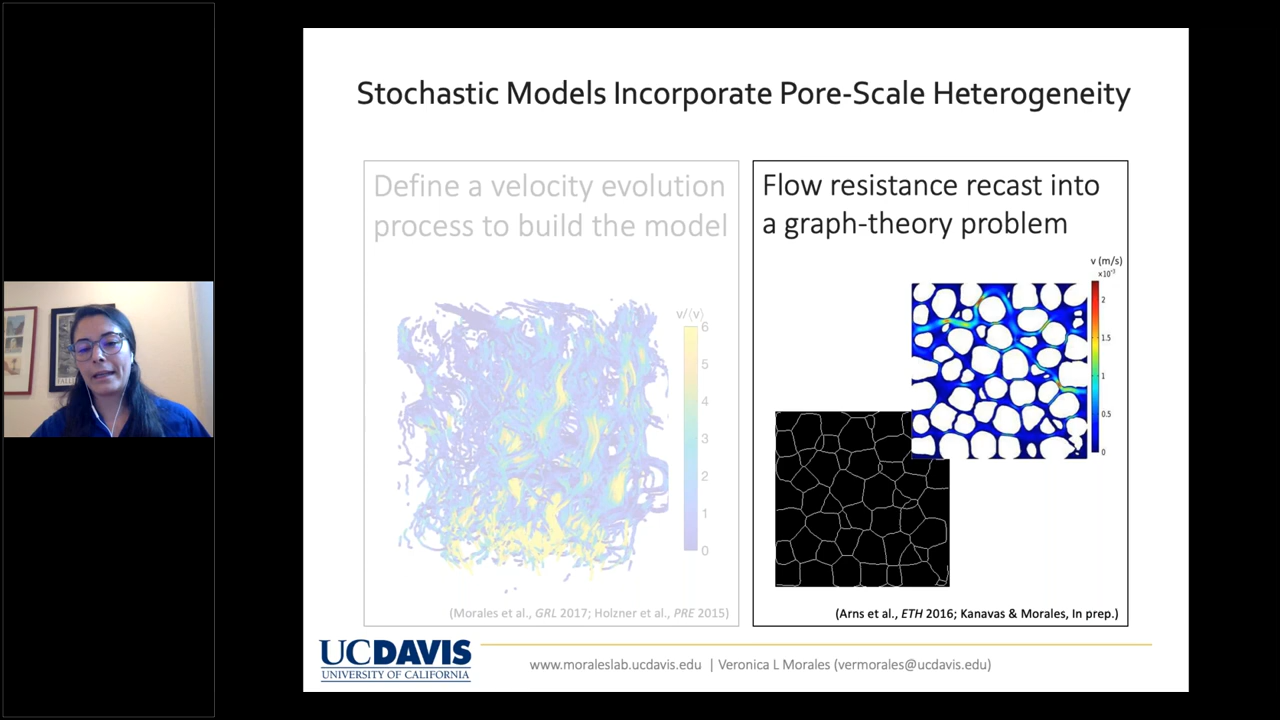 Stochastic Models Incorporate Pore-Scale Heterogeneity
Define a velocity evolution
process to build the model
v/⟨v⟩
6
5
4
3
2
1
0
(Morales et al., GRL 2017; Holzner et al., PRE 2015)
Flow resistance recast into
a graph-theory problem
v (m/s)
×10⁻³
2
1.5
1
0.5
0
(Arns et al., ETH 2016; Kanavas & Morales, In prep.)
UCDAVIS
UNIVERSITY OF CALIFORNIA
www.moraleslab.ucdavis.edu | Veronica L Morales (vermorales@ucdavis.edu)